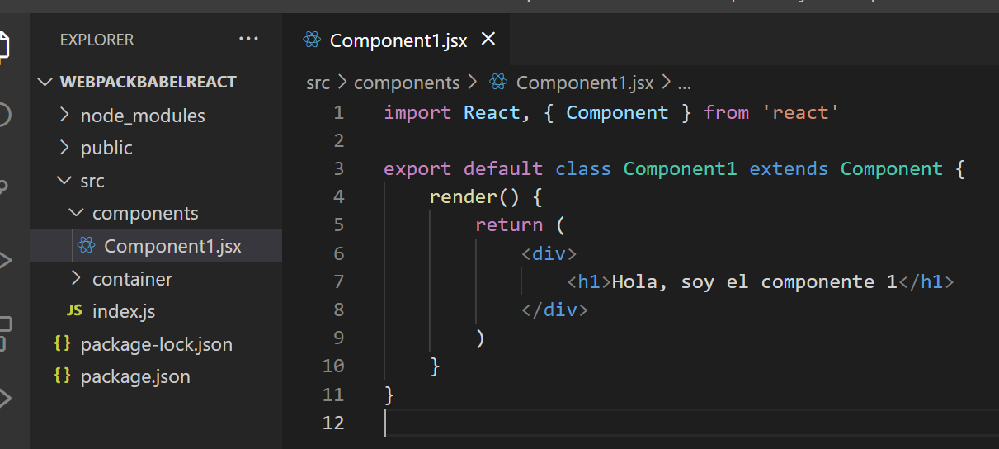 EXPLORER ...
WEBPACKBABELREACT
node_modules
public
src
components
Component1.jsx
container
JS index.js
{} package-lock.json
{} package.json
Component1.jsx ×
src > components > Component1.jsx > ...
1 import React, { Component } from 'react'
2
3 export default class Component1 extends Component {
4     render() {
5         return (
6             <div>
7                 <h1>Hola, soy el componente 1</h1>
8             </div>
9         )
10     }
11 }
12